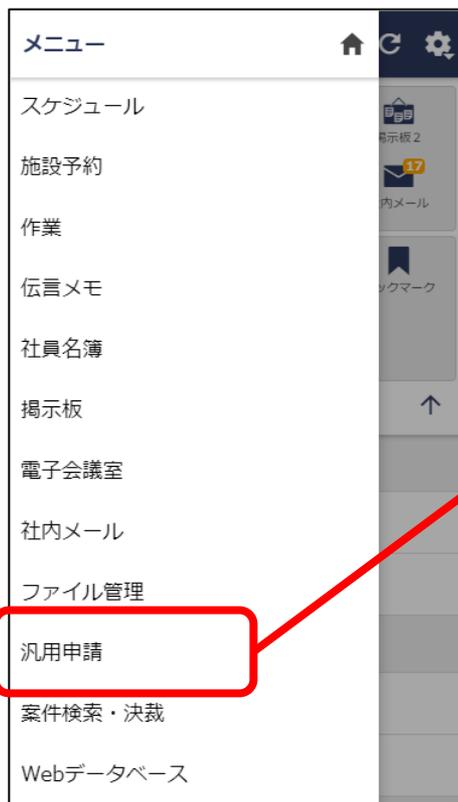 メニュー
スケジュール
施設予約
作業
伝言メモ
社員名簿
掲示板
電子会議室
社内メール
ファイル管理
汎用申請
案件検索・決裁
Webデータベース
示板2
17
内メール
ックマーク